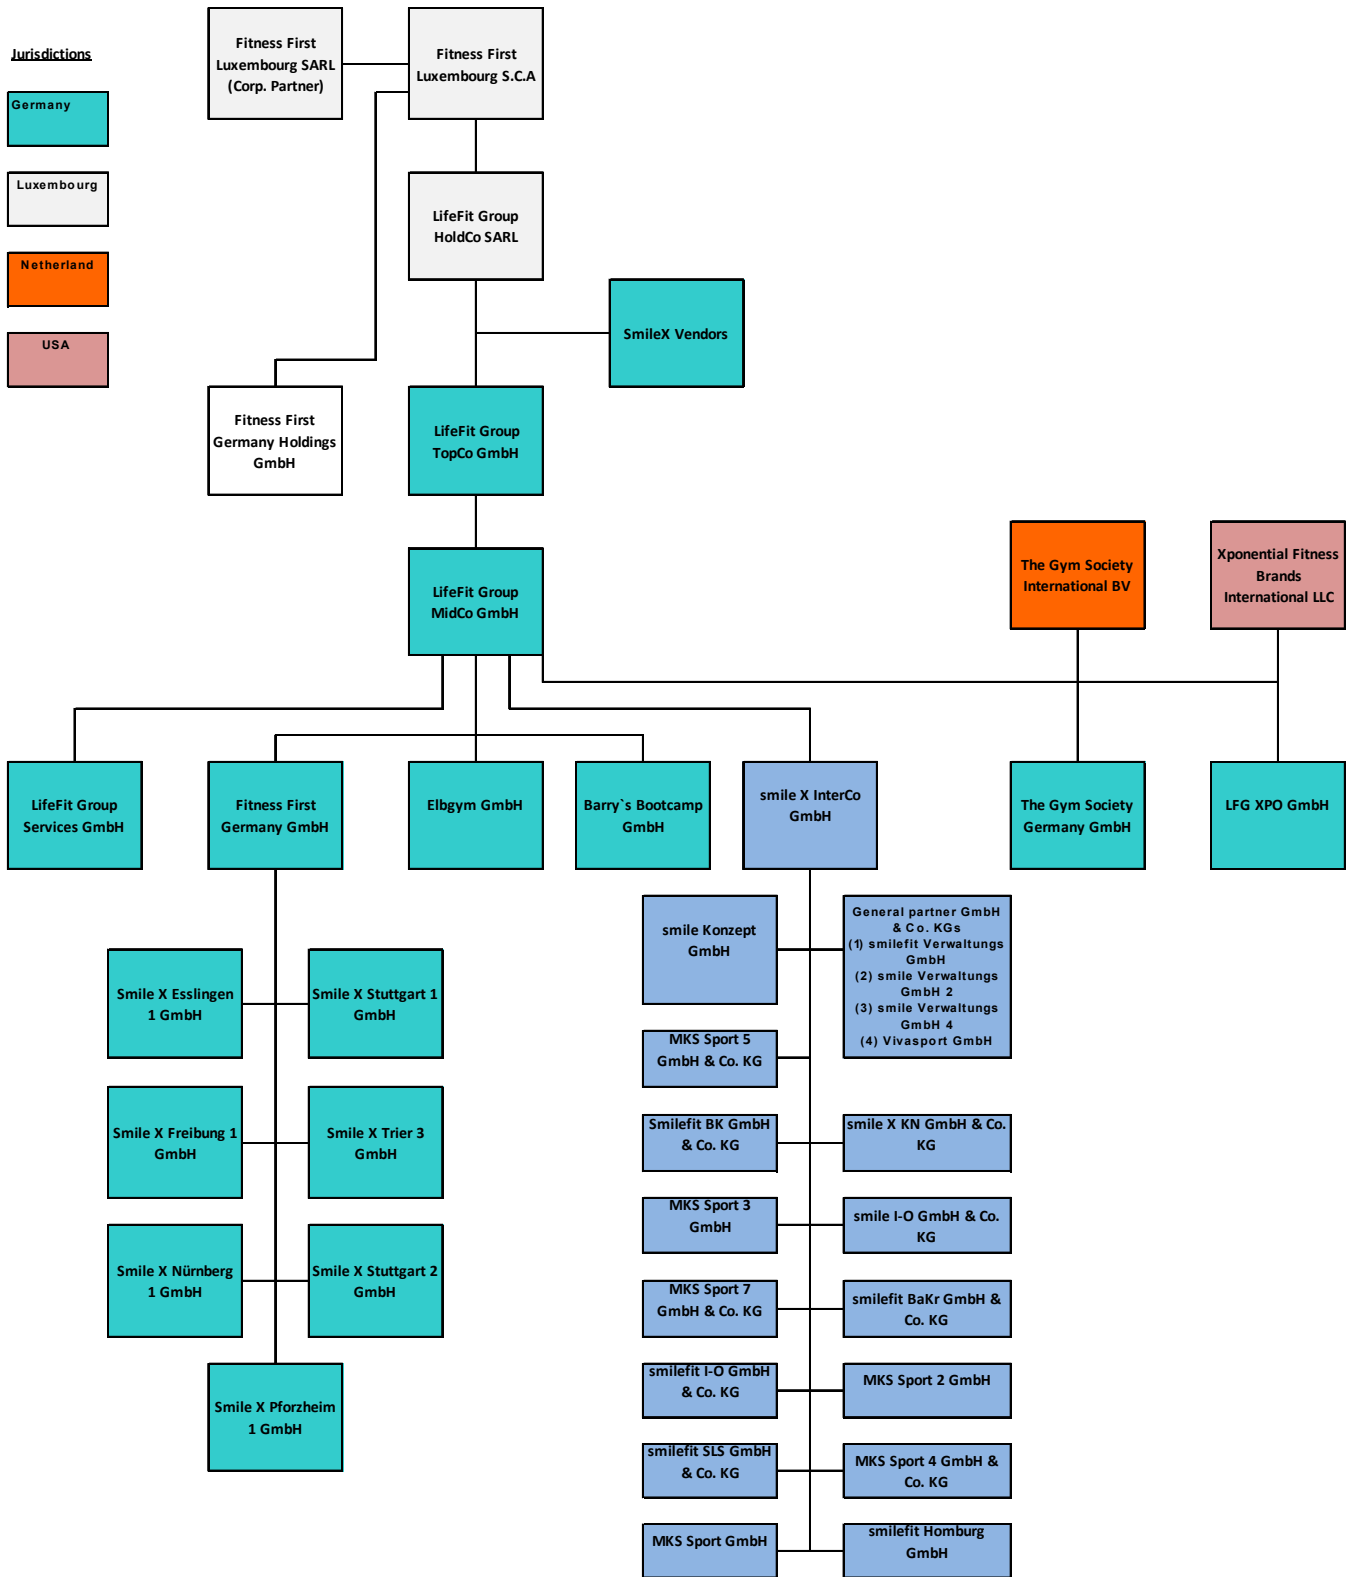 Jurisdictions
Germany
Luxembourg
Netherland
USA
Fitness First
Luxembourg SARL
(Corp. Partner)
Fitness First
Luxembourg S.C.A
LifeFit Group
HoldCo SARL
SmileX Vendors
Fitness First
Germany Holdings
GmbH
LifeFit Group
TopCo GmbH
LifeFit Group
MidCo GmbH
The Gym Society
International BV
Xponential Fitness
Brands
International LLC
LifeFit Group
Services GmbH
Fitness First
Germany GmbH
Elbgym GmbH
Barry`s Bootcamp
GmbH
smile X InterCo
GmbH
The Gym Society
Germany GmbH
LFG XPO GmbH
Smile X Esslingen
1 GmbH
Smile X Stuttgart 1
GmbH
Smile X Freibung 1
GmbH
Smile X Trier 3
GmbH
Smile X Nürnberg
1 GmbH
Smile X Stuttgart 2
GmbH
Smile X Pforzheim
1 GmbH
smile Konzept
GmbH
General partner GmbH
& Co. KGs
(1) smilefit Verwaltungs
GmbH
(2) smile Verwaltungs
GmbH 2
(3) smile Verwaltungs
GmbH 4
(4) Vivasport GmbH
MKS Sport 5
GmbH & Co. KG
Smilefit BK GmbH
& Co. KG
smile X KN GmbH & Co.
KG
MKS Sport 3
GmbH
smile I-O GmbH & Co.
KG
MKS Sport 7
GmbH & Co. KG
smilefit BaKr GmbH &
Co. KG
smilefit I-O GmbH
& Co. KG
MKS Sport 2 GmbH
smilefit SLS GmbH
& Co. KG
MKS Sport 4 GmbH &
Co. KG
MKS Sport GmbH
smilefit Homburg
GmbH